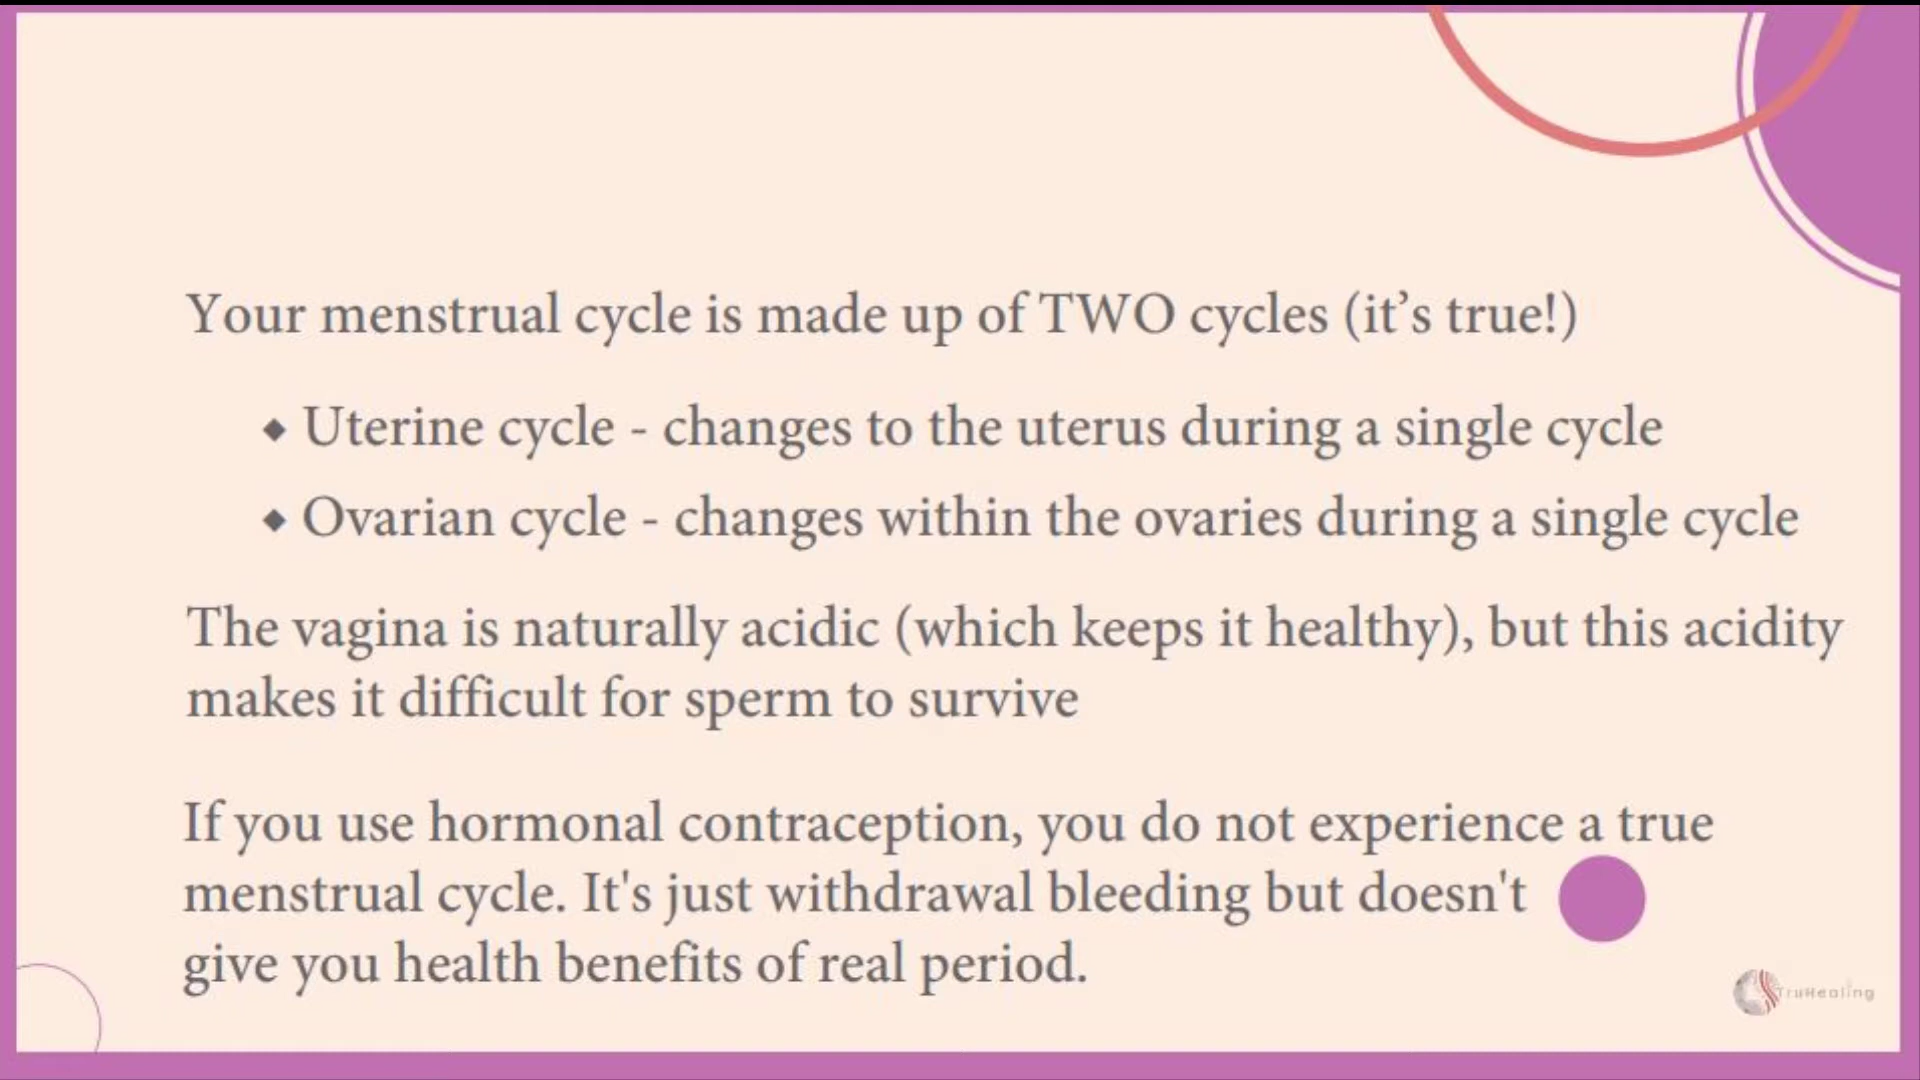 Your menstrual cycle is made up of TWO cycles (it’s true!)
◆ Uterine cycle - changes to the uterus during a single cycle
◆ Ovarian cycle - changes within the ovaries during a single cycle
The vagina is naturally acidic (which keeps it healthy), but this acidity
makes it difficult for sperm to survive
If you use hormonal contraception, you do not experience a true
menstrual cycle. It's just withdrawal bleeding but doesn't
give you health benefits of real period.
TruHealing